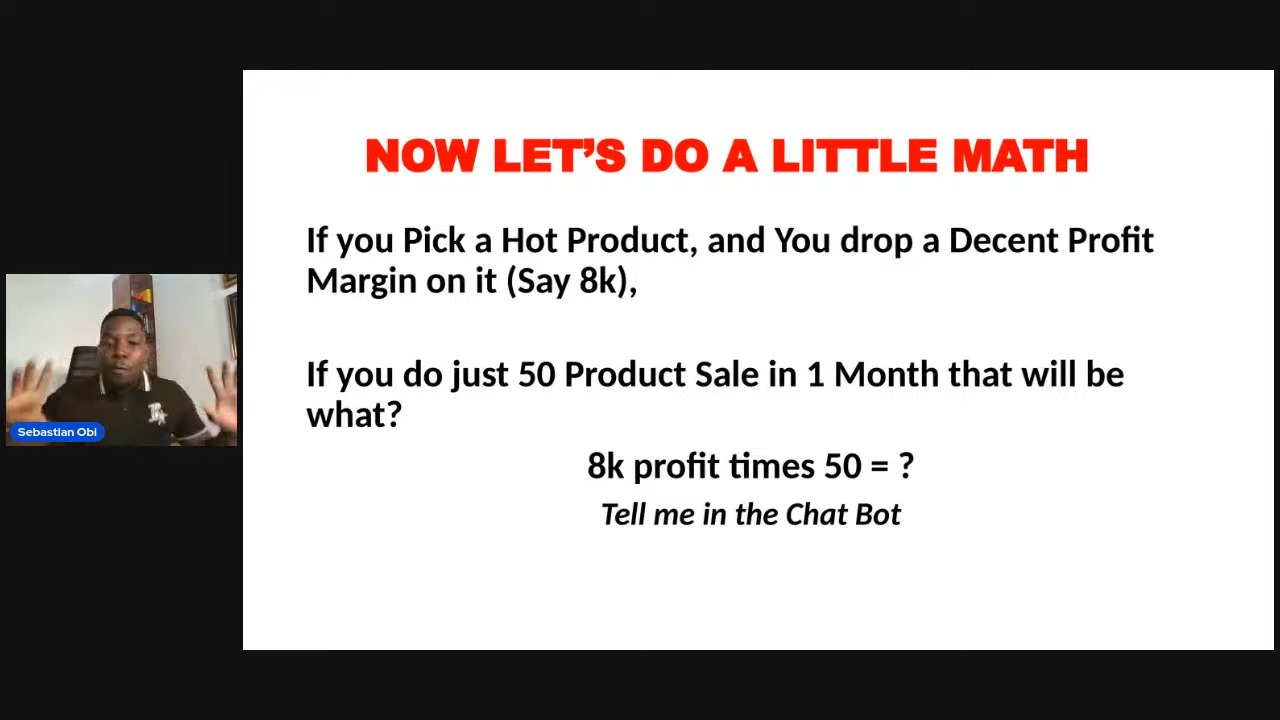 NOW LET’S DO A LITTLE MATH
If you Pick a Hot Product, and You drop a Decent Profit
Margin on it (Say 8k),
If you do just 50 Product Sale in 1 Month that will be
what?
8k profit times 50 = ?
Tell me in the Chat Bot
Sebastian Obi